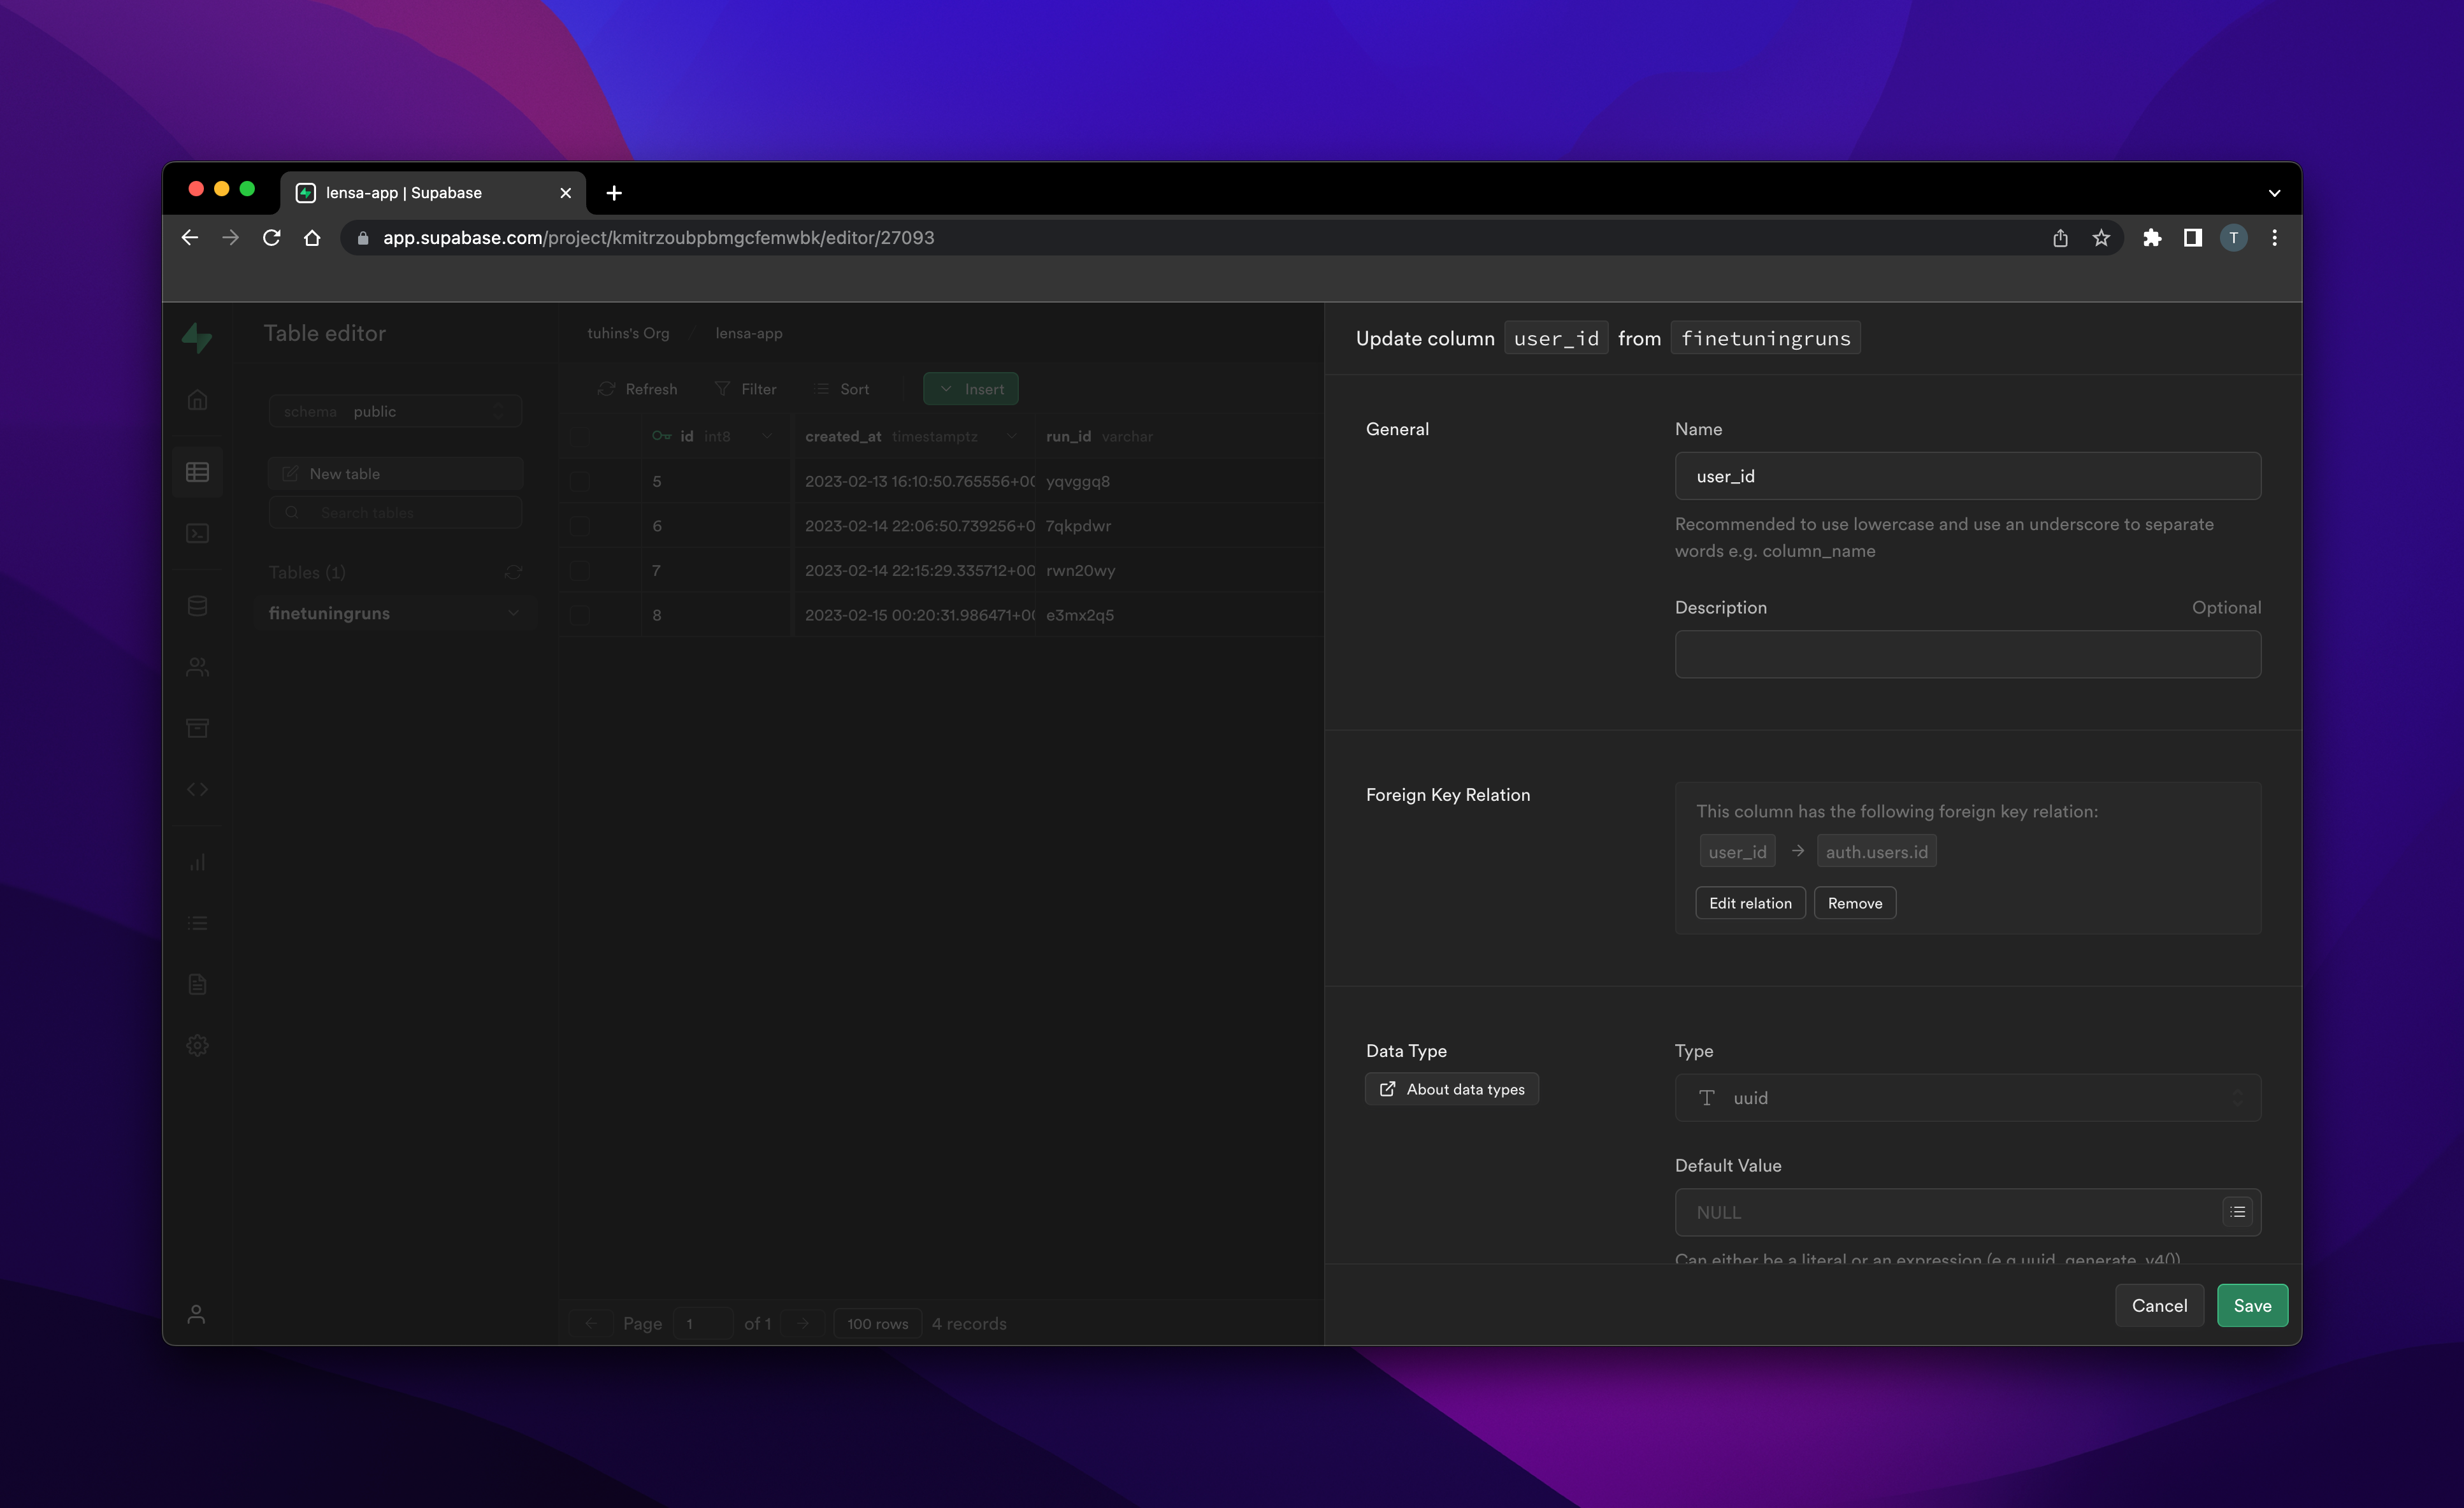 lensa-app | Supabase
app.supabase.com/project/kmitrzoubpbmgcfemwbk/editor/27093
T
Table editor
schema public
New table
Search tables
Tables (1)
finetuningruns
tuhins's Org / lensa-app
Refresh Filter Sort Insert
id int8 created_at timestamptz run_id varchar
5 2023-02-13 16:10:50.765556+00 yqvggq8
6 2023-02-14 22:06:50.739256+0 7qkpdwr
7 2023-02-14 22:15:29.335712+00 rwn20wy
8 2023-02-15 00:20:31.986471+00 e3mx2q5
Page 1 of 1 100 rows 4 records
Update column user_id from finetuningruns
General
Name
user_id
Recommended to use lowercase and use an underscore to separate
words e.g. column_name
Description Optional
Foreign Key Relation
This column has the following foreign key relation:
user_id → auth.users.id
Edit relation Remove
Data Type
About data types
Type
T uuid
Default Value
NULL
Can either be a literal or an expression (e.g uuid_generate_v4())
Cancel Save